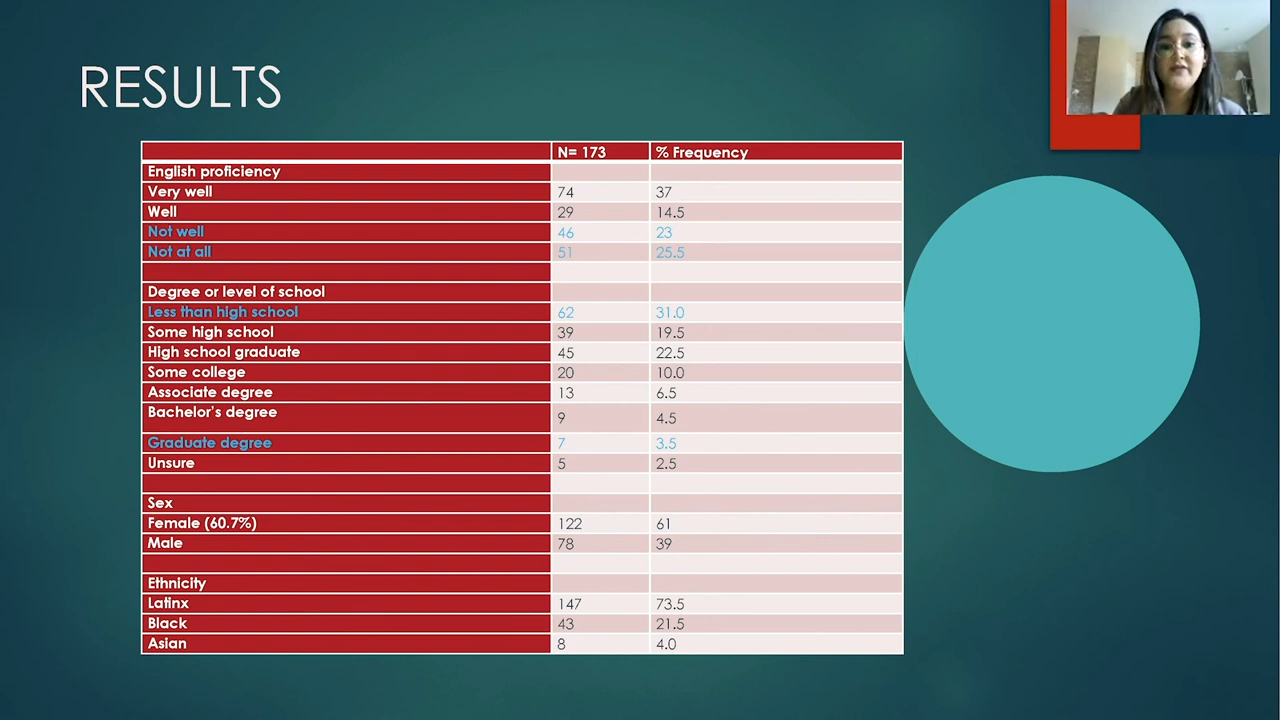 RESULTS
N= 173 % Frequency
English proficiency
Very well 74 37
Well 29 14.5
Not well 46 23
Not at all 51 25.5
Degree or level of school
Less than high school 62 31.0
Some high school 39 19.5
High school graduate 45 22.5
Some college 20 10.0
Associate degree 13 6.5
Bachelor's degree 9 4.5
Graduate degree 7 3.5
Unsure 5 2.5
Sex
Female (60.7%) 122 61
Male 78 39
Ethnicity
Latinx 147 73.5
Black 43 21.5
Asian 8 4.0